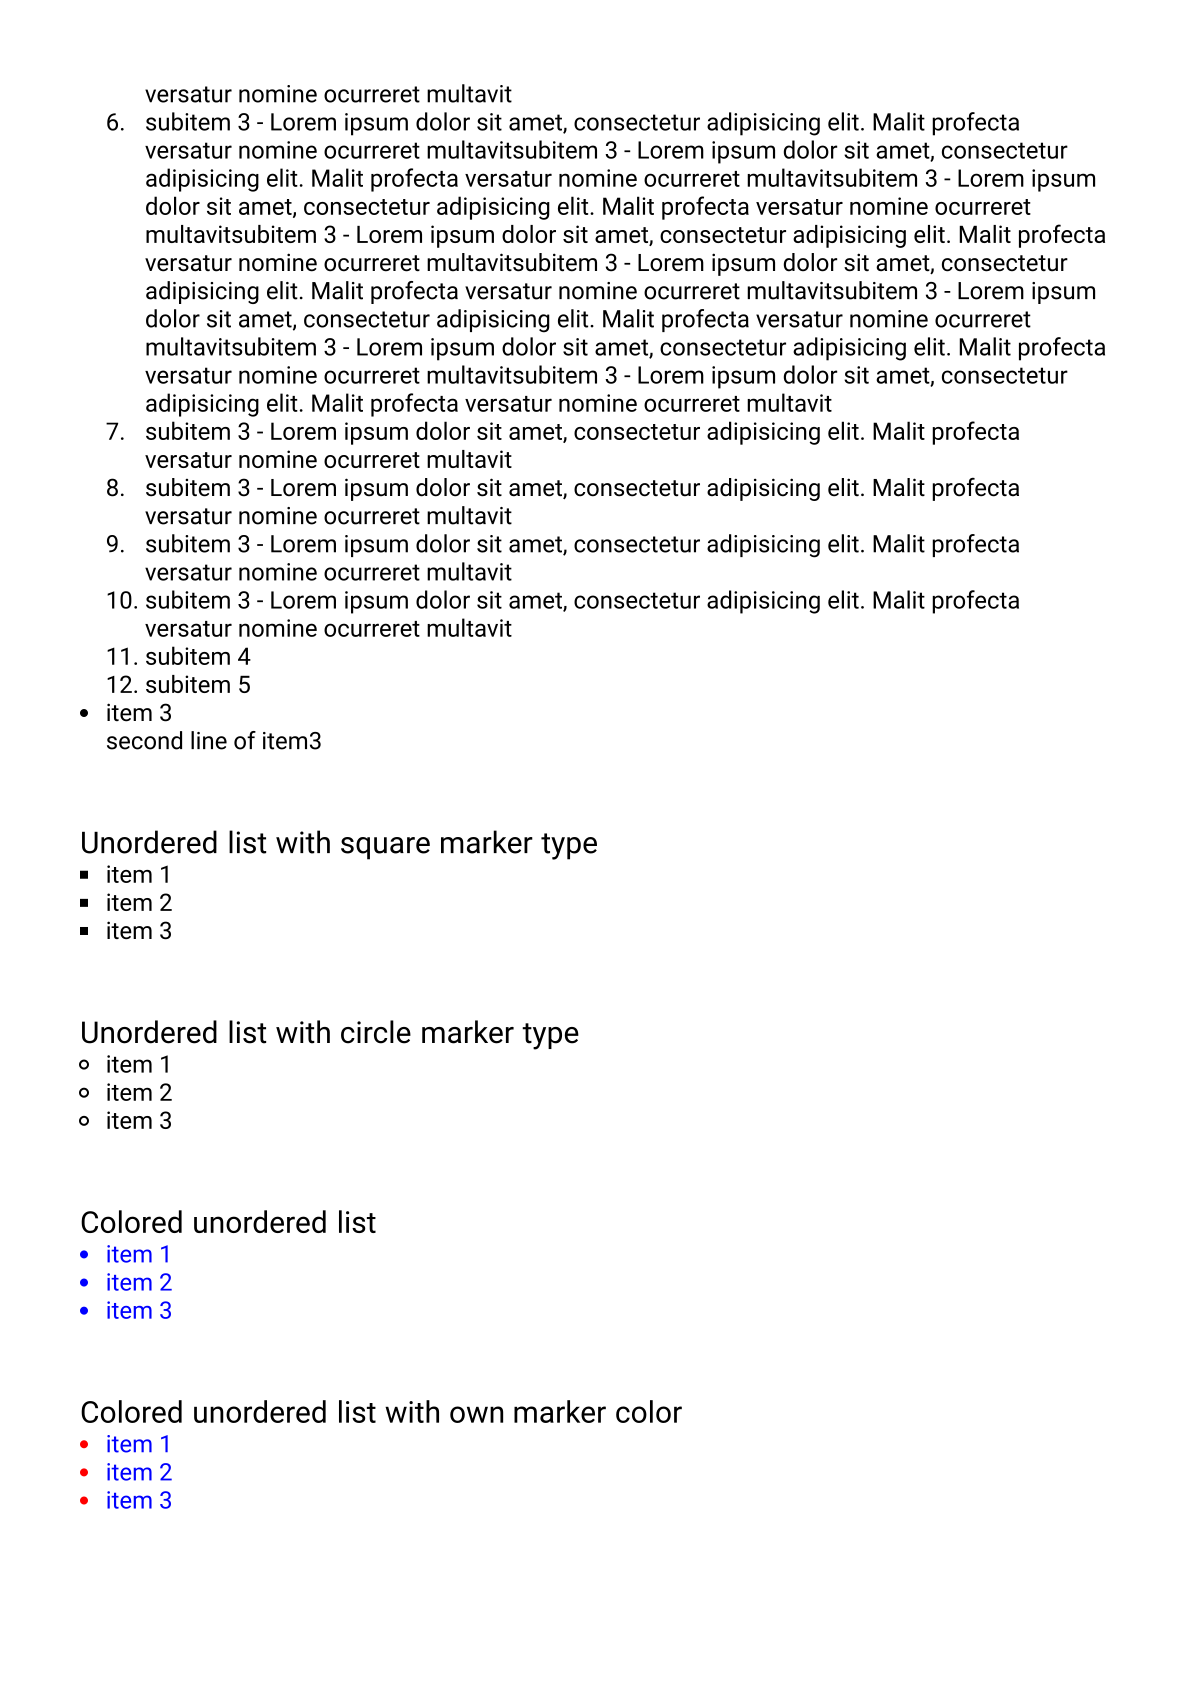 versatur nomine ocurreret multavit
6. subitem 3 - Lorem ipsum dolor sit amet, consectetur adipisicing elit. Malit profecta
versatur nomine ocurreret multavitsubitem 3 - Lorem ipsum dolor sit amet, consectetur
adipisicing elit. Malit profecta versatur nomine ocurreret multavitsubitem 3 - Lorem ipsum
dolor sit amet, consectetur adipisicing elit. Malit profecta versatur nomine ocurreret
multavitsubitem 3 - Lorem ipsum dolor sit amet, consectetur adipisicing elit. Malit profecta
versatur nomine ocurreret multavitsubitem 3 - Lorem ipsum dolor sit amet, consectetur
adipisicing elit. Malit profecta versatur nomine ocurreret multavitsubitem 3 - Lorem ipsum
dolor sit amet, consectetur adipisicing elit. Malit profecta versatur nomine ocurreret
multavitsubitem 3 - Lorem ipsum dolor sit amet, consectetur adipisicing elit. Malit profecta
versatur nomine ocurreret multavitsubitem 3 - Lorem ipsum dolor sit amet, consectetur
adipisicing elit. Malit profecta versatur nomine ocurreret multavit
7. subitem 3 - Lorem ipsum dolor sit amet, consectetur adipisicing elit. Malit profecta
versatur nomine ocurreret multavit
8. subitem 3 - Lorem ipsum dolor sit amet, consectetur adipisicing elit. Malit profecta
versatur nomine ocurreret multavit
9. subitem 3 - Lorem ipsum dolor sit amet, consectetur adipisicing elit. Malit profecta
versatur nomine ocurreret multavit
10. subitem 3 - Lorem ipsum dolor sit amet, consectetur adipisicing elit. Malit profecta
versatur nomine ocurreret multavit
11. subitem 4
12. subitem 5
• item 3
second line of item3
Unordered list with square marker type
▪ item 1
▪ item 2
▪ item 3
Unordered list with circle marker type
◦ item 1
◦ item 2
◦ item 3
Colored unordered list
• item 1
• item 2
• item 3
Colored unordered list with own marker color
• item 1
• item 2
• item 3